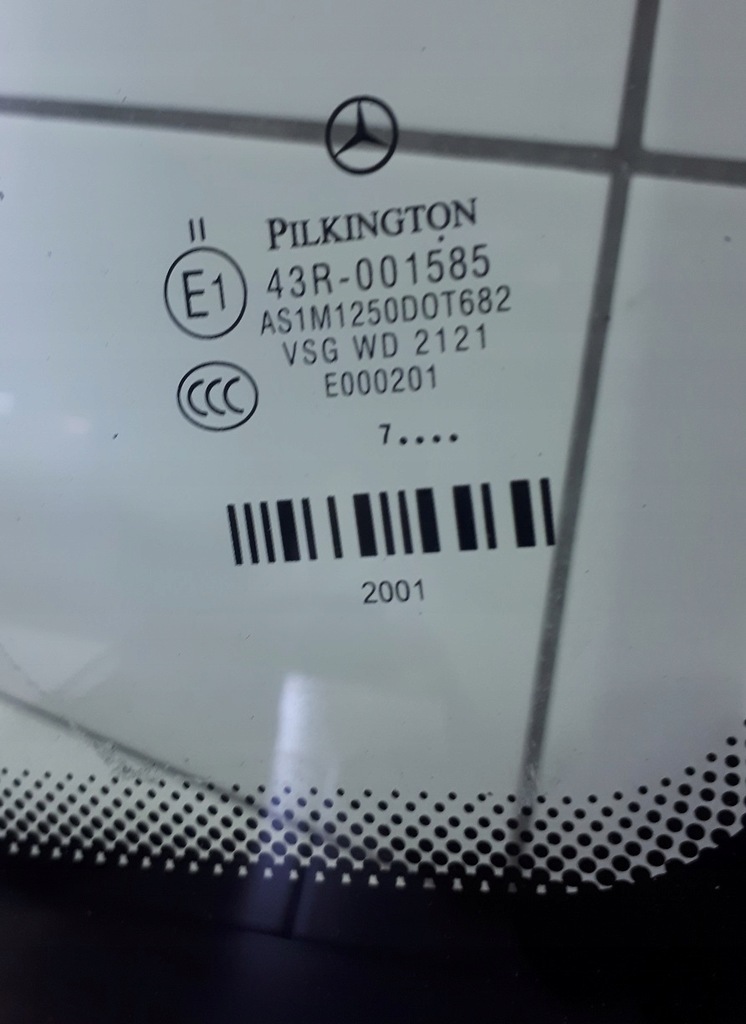 PILKINGTON
II
E1
43R-001585
AS1M1250DOT682
VSG WD 2121
CCC
E000201
7....
2001